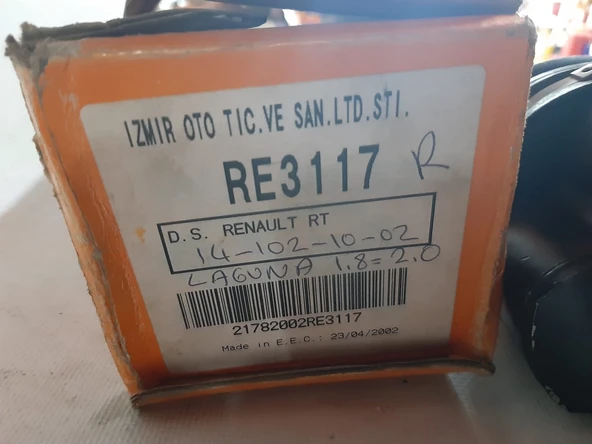 IZMIR OTO TIC.VE SAN.LTD.STI.
RE3117 R
D.S. RENAULT RT
14-102-10-02
LAGUNA 1.8=2.0
21782002RE3117
Made in E.E.C.: 23/04/2002